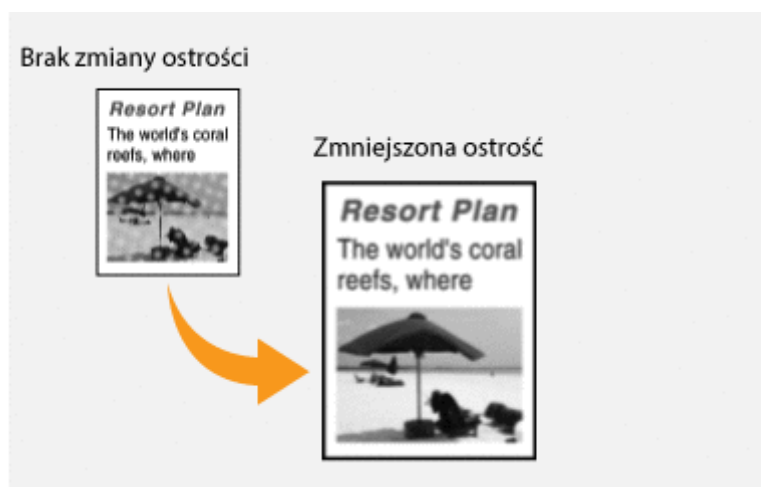 Brak zmiany ostrości
Resort Plan
The world's coral
reefs, where
Zmniejszona ostrość
Resort Plan
The world's coral
reefs, where